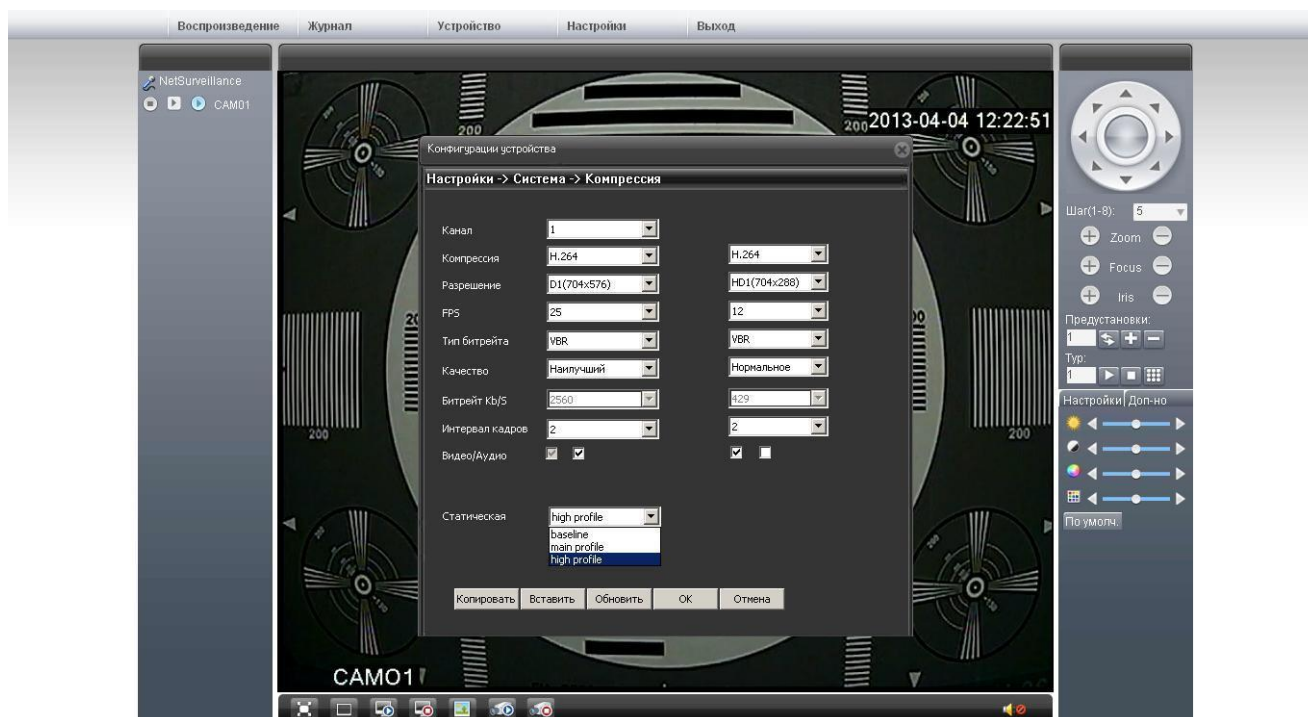 Воспроизведение Журнал Устройство Настройки Выход
NetSurveillance
CAM01
2013-04-04 12:22:51
200
200
Конфигурации устройства
Настройки -> Система -> Компрессия
Канал 1
Компрессия H.264 H.264
Разрешение D1(704x576) HD1(704x288)
FPS 25 12
Тип битрейта VBR VBR
Качество Наилучший Нормальное
Битрейт Kb/S 2560 429
Интервал кадров 2 2
Видео/Аудио
Статическая high profile
baseline
main profile
high profile
Копировать Вставить Обновить OK Отмена
200
200
CAM01
Шаг(1-8): 5
Zoom
Focus
Iris
Предустановки:
1
Тур:
1
Настройки Доп-но
По умолч.